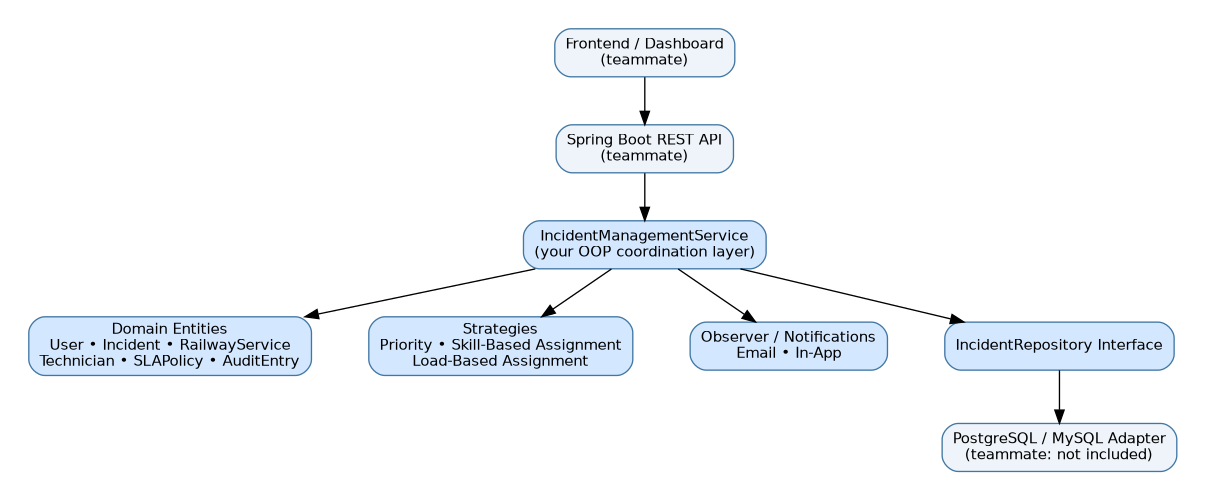 Frontend / Dashboard
(teammate)
Spring Boot REST API
(teammate)
IncidentManagementService
(your OOP coordination layer)
Domain Entities
User • Incident • RailwayService
Technician • SLAPolicy • AuditEntry
Strategies
Priority • Skill-Based Assignment
Load-Based Assignment
Observer / Notifications
Email • In-App
IncidentRepository Interface
PostgreSQL / MySQL Adapter
(teammate: not included)